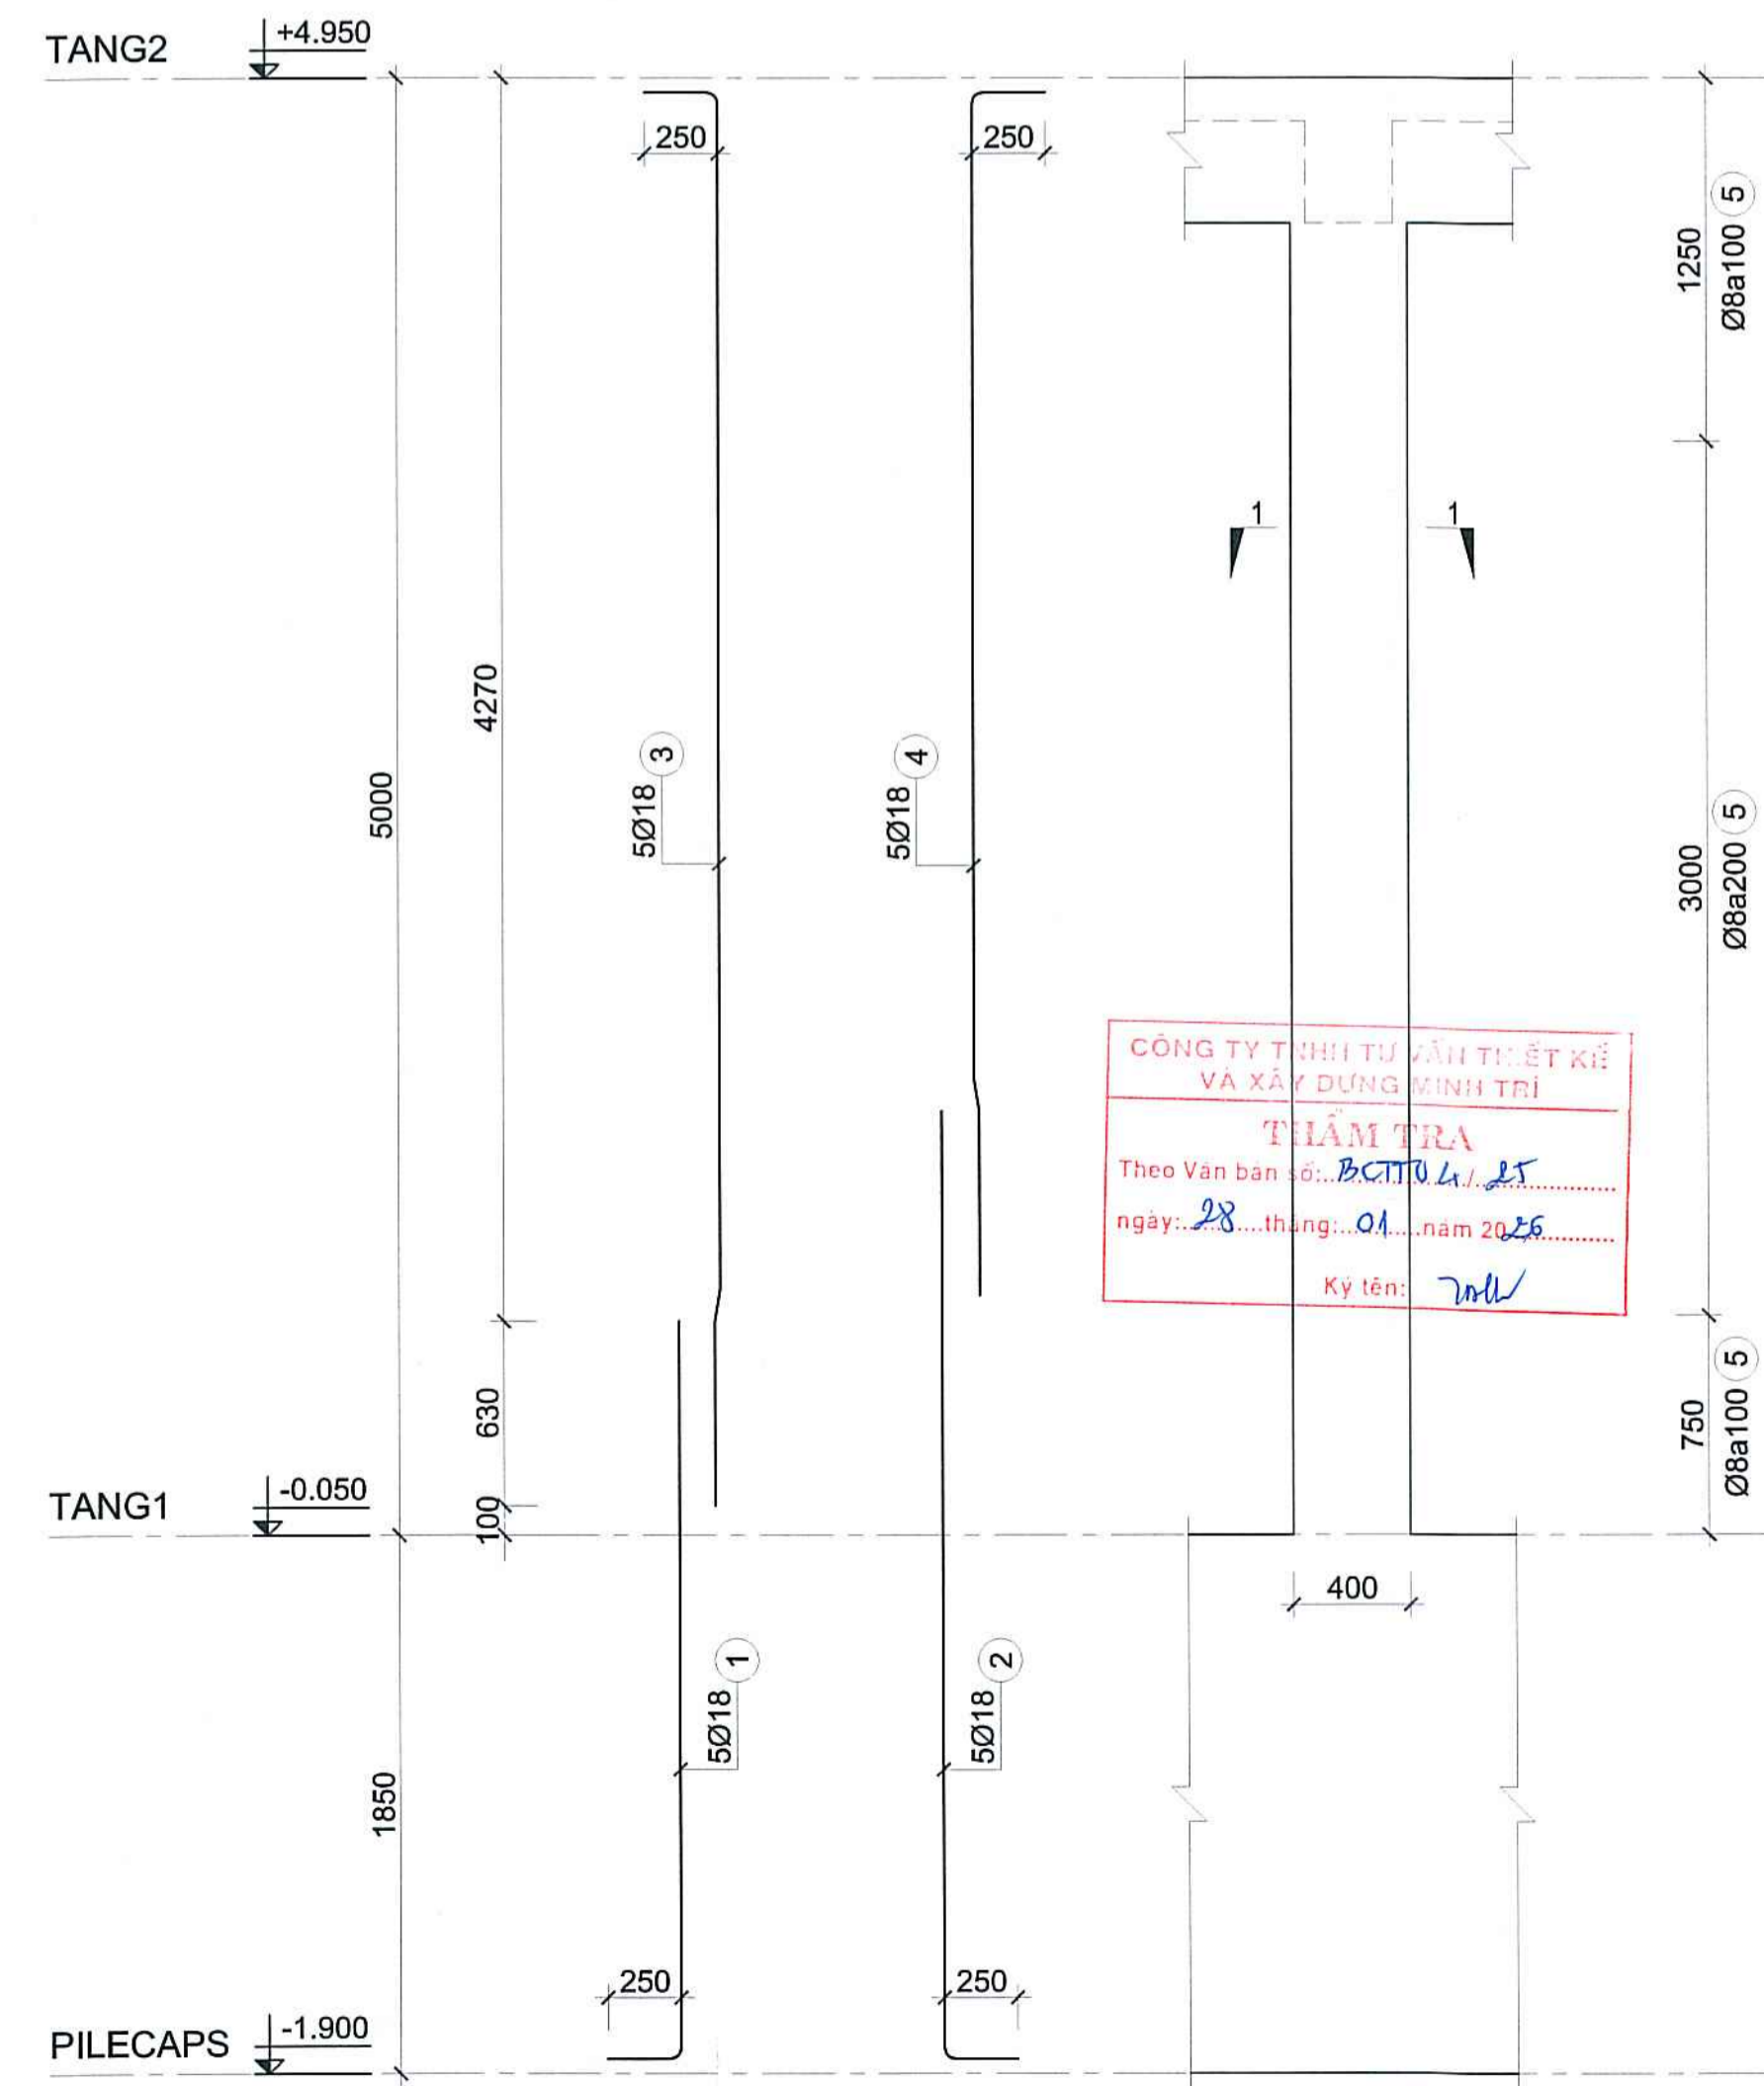 TANG2
+4.950
250
250
1250
Ø8a100 5
1
1
4270
5000
5Ø18 3
5Ø18 4
3000
Ø8a200 5
CÔNG TY TNHH TƯ VẤN THIẾT KẾ
VÀ XÂY DỰNG MINH TRÍ
THẨM TRA
Theo Văn bản số: BCTT04/25
ngày: 28 tháng: 01 năm 2026
Ký tên:
630
100
750
Ø8a100 5
TANG1
-0.050
400
5Ø18 1
5Ø18 2
1850
250
250
PILECAPS
-1.900